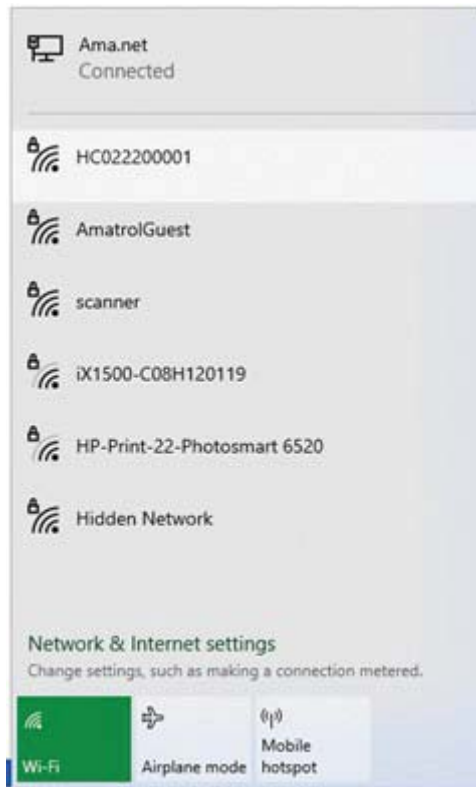 Ama.net
Connected
HC022200001
AmatrolGuest
scanner
iX1500-C08H120119
HP-Print-22-Photosmart 6520
Hidden Network
Network & Internet settings
Change settings, such as making a connection metered.
Wi-Fi
Airplane mode
Mobile
hotspot